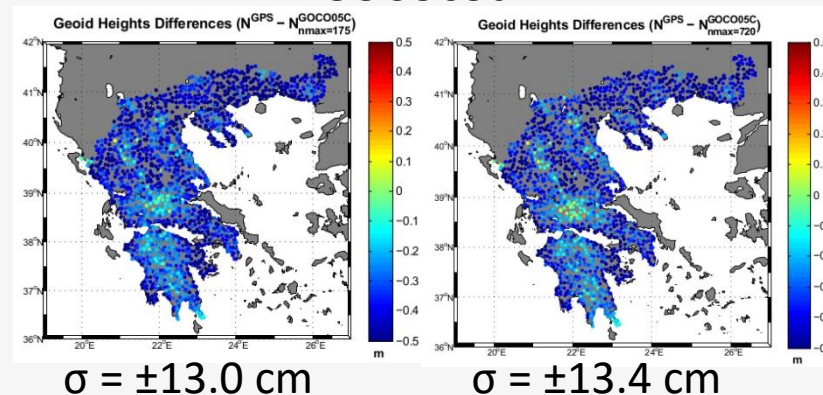 Geoid Heights Differences (N^GPS − N^GOCO05C_nmax=175)
42°N
41°N
40°N
39°N
38°N
37°N
36°N
20°E 22°E 24°E 26°E
0.5
0.4
0.3
0.2
0.1
0
−0.1
−0.2
−0.3
−0.4
−0.5
m
σ = ±13.0 cm
Geoid Heights Differences (N^GPS − N^GOCO05C_nmax=720)
42°N
41°N
40°N
39°N
38°N
37°N
36°N
20°E 22°E 24°E 26°E
m
σ = ±13.4 cm